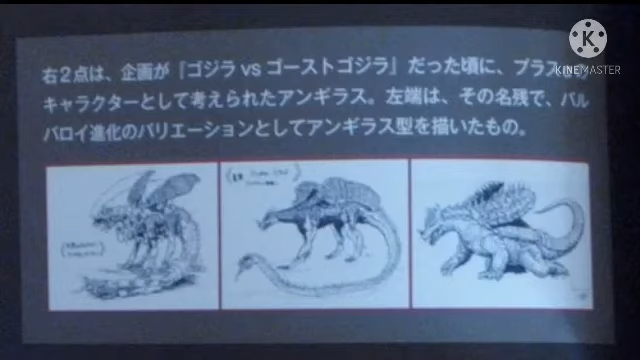 右2点は、企画が『ゴジラvsゴーストゴジラ』だった頃に、プラスαの
キャラクターとして考えられたアンギラス。左端は、その名残で、バル
バロイ進化のバリエーションとしてアンギラス型を描いたもの。
KINEMASTER